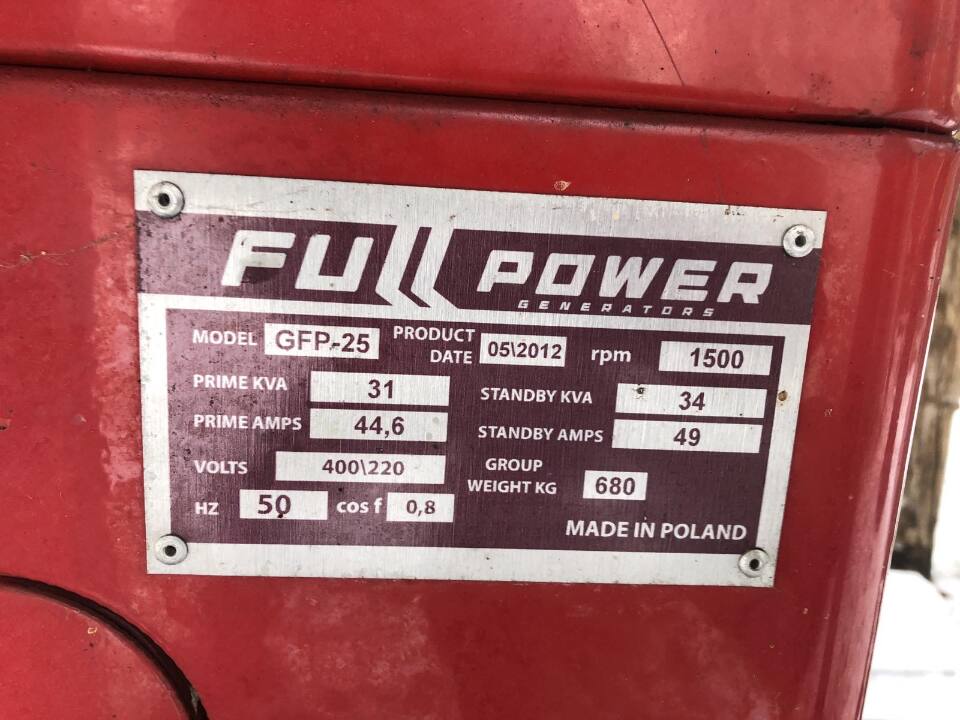 FULL POWER
GENERATORS
MODEL GFP-25 PRODUCT DATE 05\2012 rpm 1500
PRIME KVA 31 STANDBY KVA 34
PRIME AMPS 44,6 STANDBY AMPS 49
VOLTS 400\220 GROUP WEIGHT KG 680
HZ 50 cos f 0,8
MADE IN POLAND